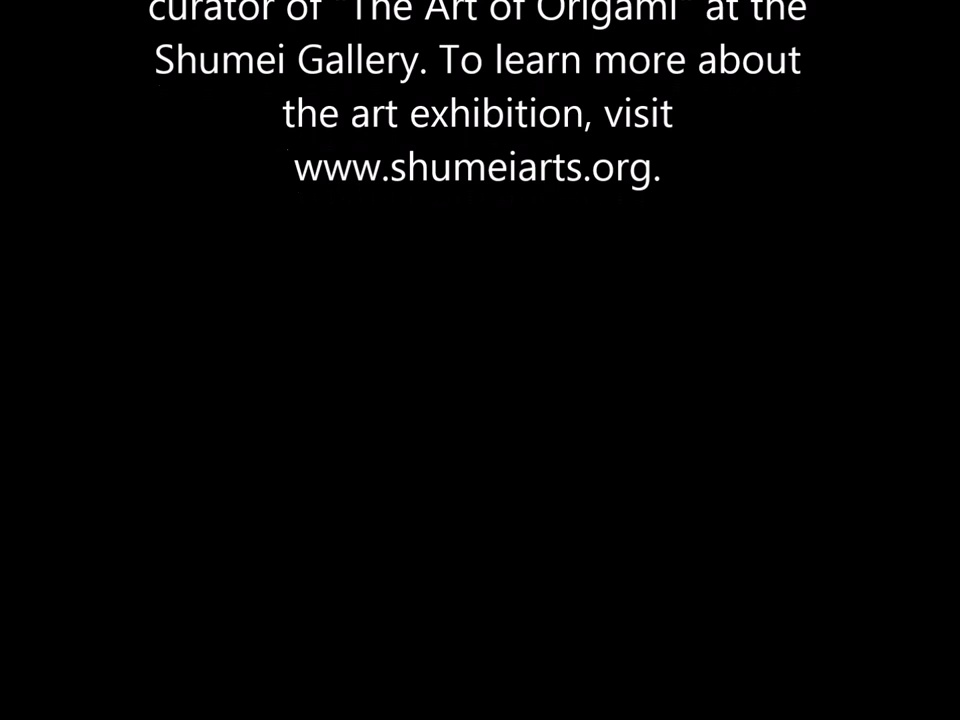 curator of "The Art of Origami" at the
Shumei Gallery. To learn more about
the art exhibition, visit
www.shumeiarts.org.